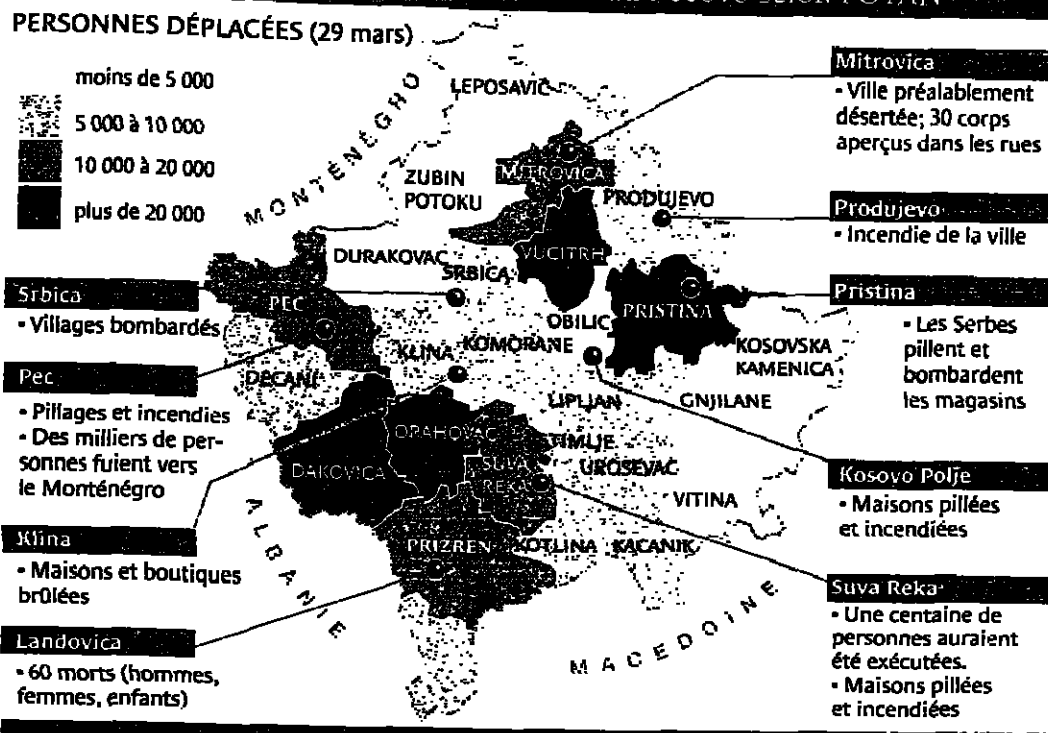 SELON L'OTAN
PERSONNES DÉPLACÉES (29 mars)
moins de 5 000
5 000 à 10 000
10 000 à 20 000
plus de 20 000
MONTÉNÉGRO
ALBANIE
MACEDOINE
LEPOSAVIC
MITROVICA
ZUBIN
POTOKU
PRODUJEVO
VUCITRH
DURAKOVAC
SRBICA
PEC
OBILIC
PRISTINA
KLINA
KOMORANE
KOSOVSKA
KAMENICA
DECANE
LIPLJAN
GNJILANE
ORAHOVAC
STIMLJE
DAKOVICA
SUVA
REKA
UROSEVAC
VITINA
PRIZREN
KOTLINA
KACANIK
Srbica
• Villages bombardés
Pec
• Pillages et incendies
• Des milliers de per-
sonnes fuient vers
le Monténégro
Klina
• Maisons et boutiques
brûlées
Landovica
• 60 morts (hommes,
femmes, enfants)
Mitrovica
• Ville préalablement
désertée; 30 corps
aperçus dans les rues
Produjevo
• Incendie de la ville
Pristina
• Les Serbes
pillent et
bombardent
les magasins
Kosovo Polje
• Maisons pillées
et incendiées
Suva Reka
• Une centaine de
personnes auraient
été exécutées.
• Maisons pillées
et incendiées